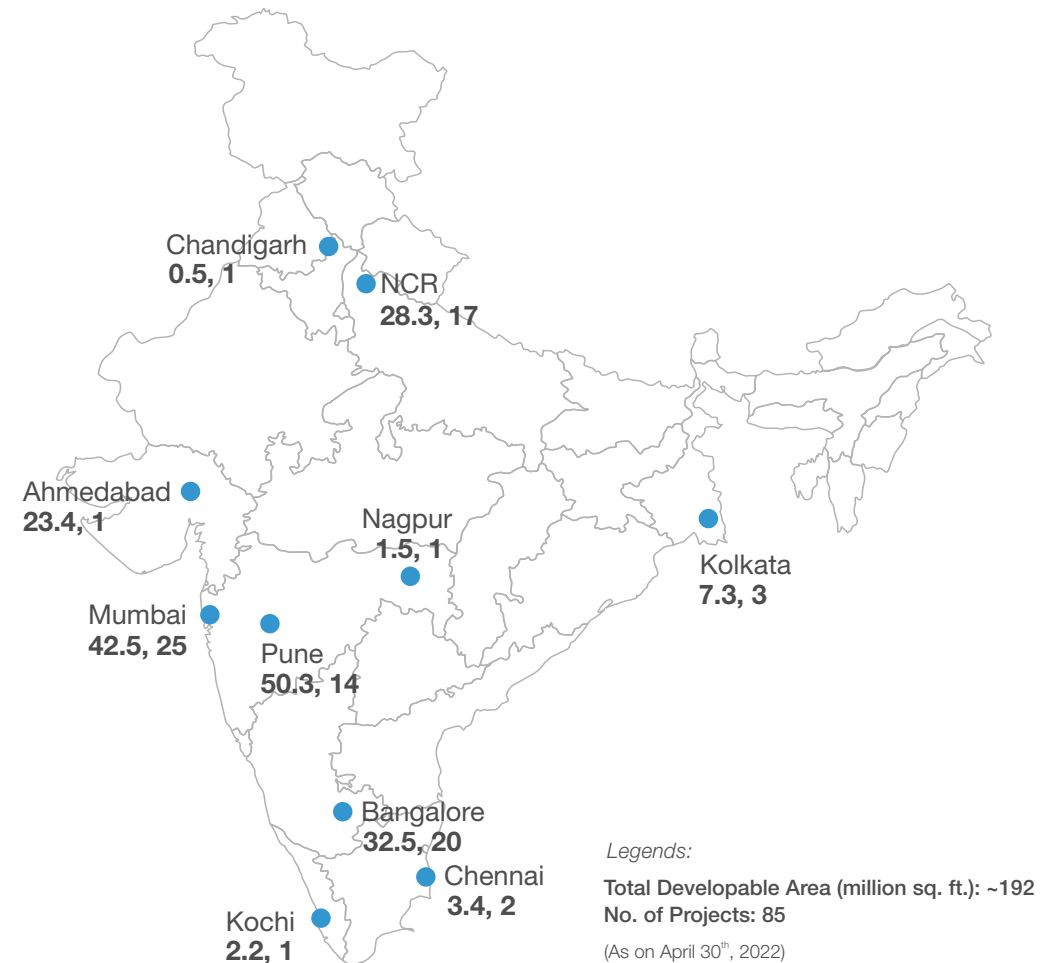 Chandigarh
0.5, 1
NCR
28.3, 17
Ahmedabad
23.4, 1
Nagpur
1.5, 1
Kolkata
7.3, 3
Mumbai
42.5, 25
Pune
50.3, 14
Bangalore
32.5, 20
Chennai
3.4, 2
Kochi
2.2, 1
Legends:
Total Developable Area (million sq. ft.): ~192
No. of Projects: 85
(As on April 30th, 2022)